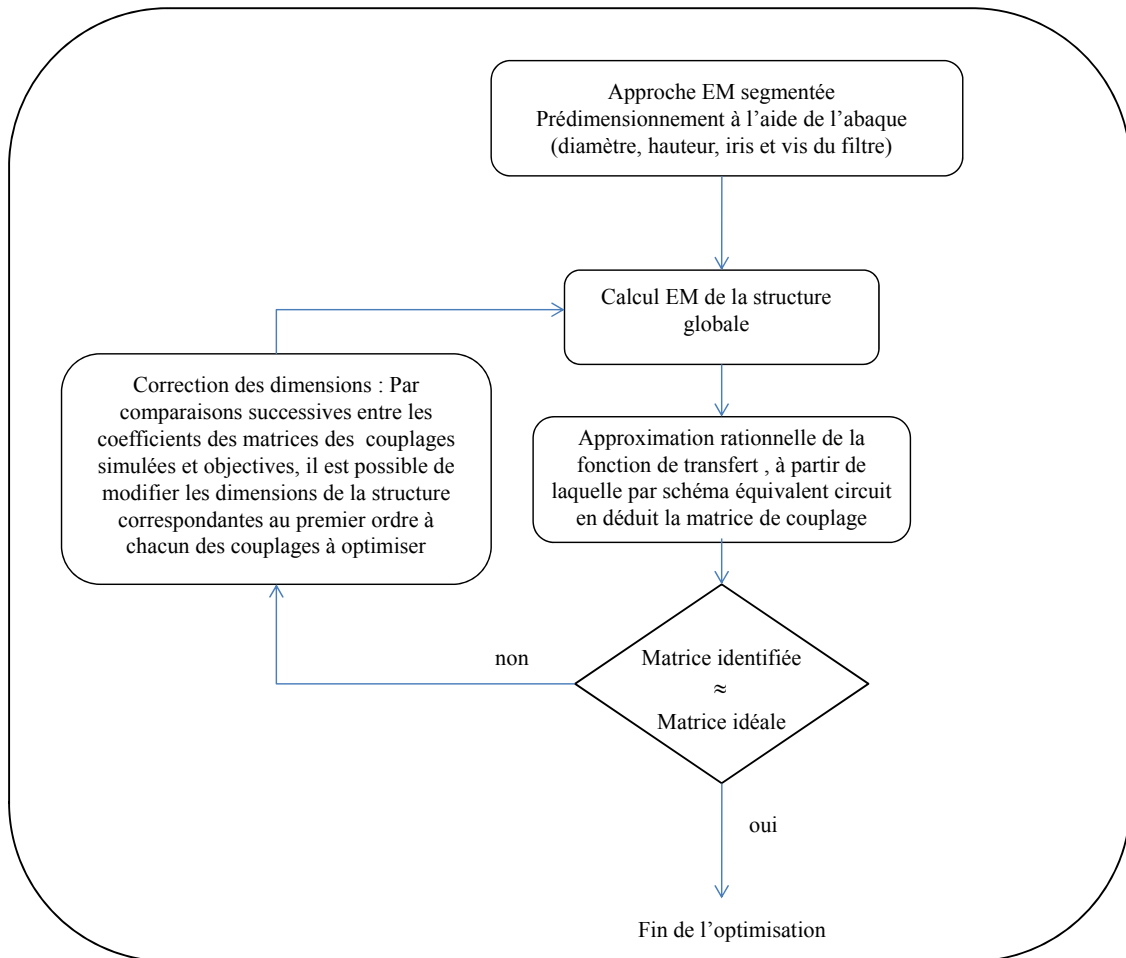 Approche EM segmentée
Prédimensionnement à l'aide de l'abaque
(diamètre, hauteur, iris et vis du filtre)
Calcul EM de la structure
globale
Correction des dimensions : Par
comparaisons successives entre les
coefficients des matrices des couplages
simulées et objectives, il est possible de
modifier les dimensions de la structure
correspondantes au premier ordre à
chacun des couplages à optimiser
Approximation rationnelle de la
fonction de transfert , à partir de
laquelle par schéma équivalent circuit
en déduit la matrice de couplage
non
Matrice identifiée
≈
Matrice idéale
oui
Fin de l'optimisation